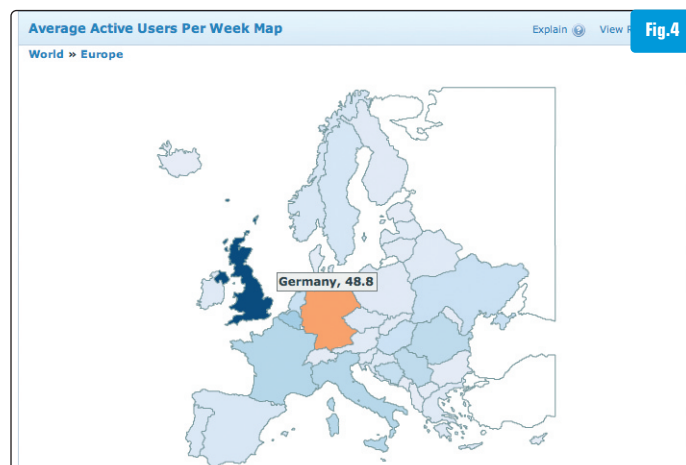 Average Active Users Per Week Map
Explain
View
Fig.4
World » Europe
Germany, 48.8